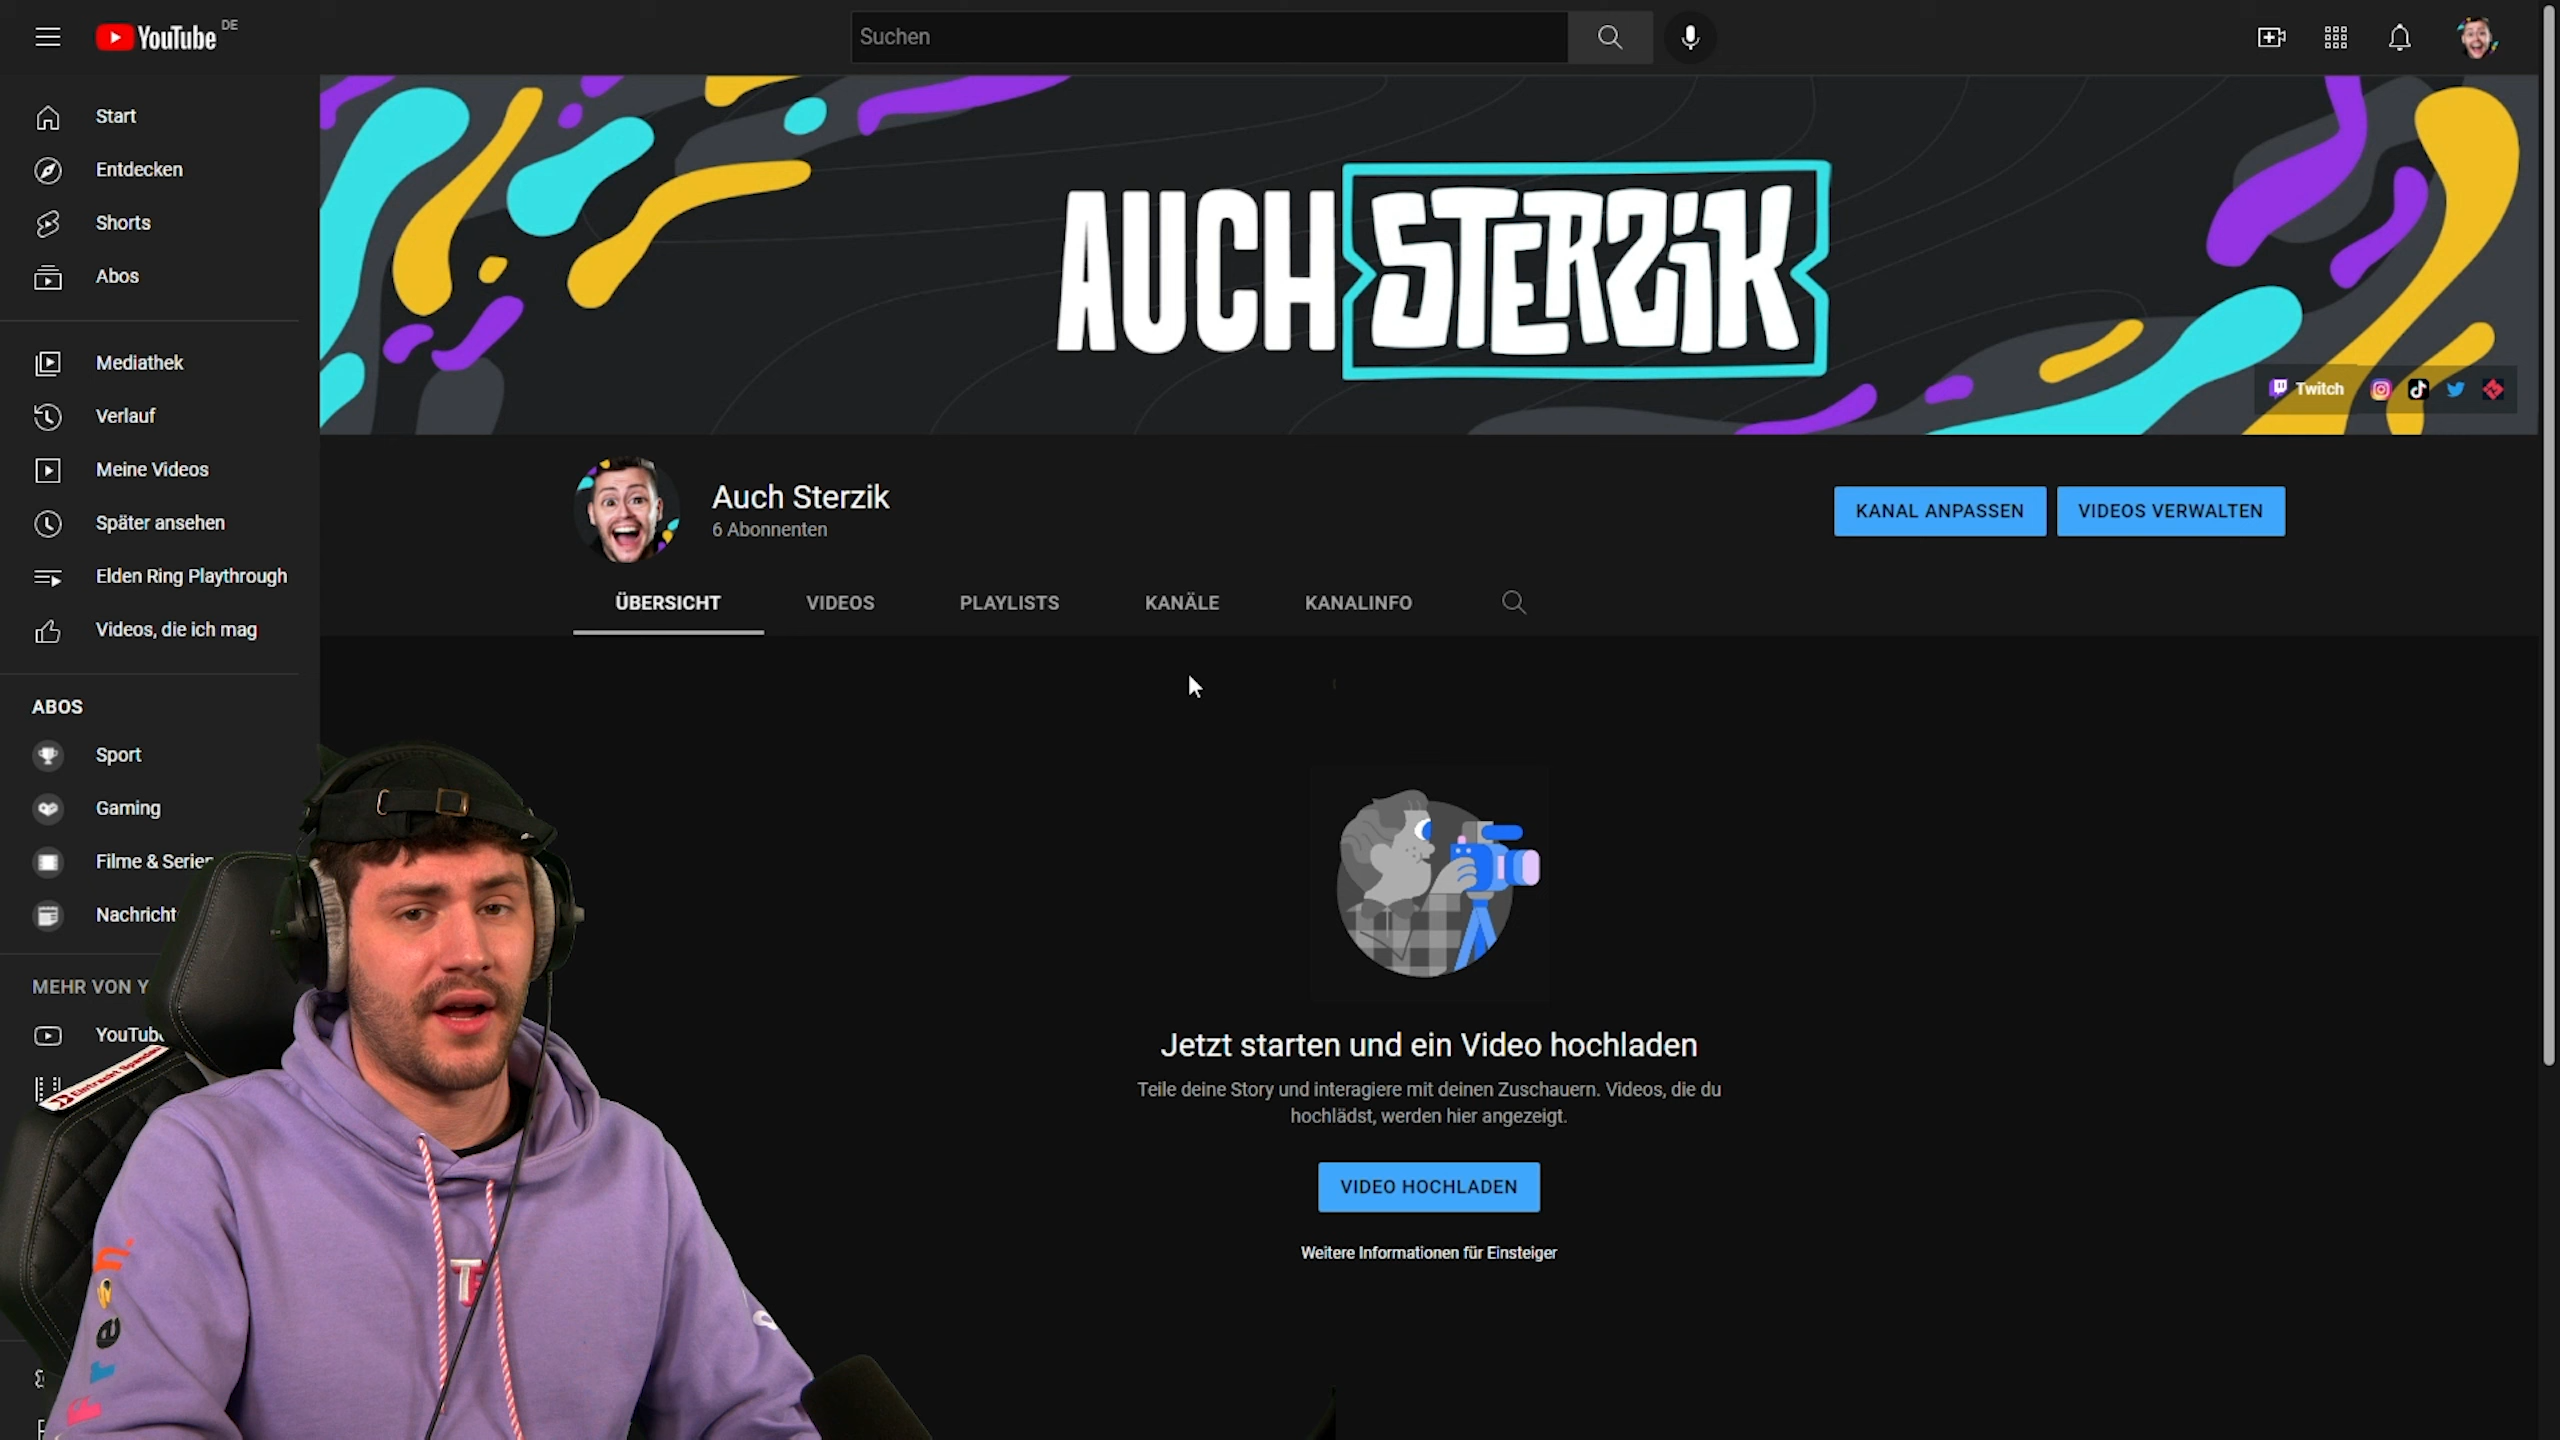 YouTube DE
Suchen
Start
Entdecken
Shorts
Abos
Mediathek
Verlauf
Meine Videos
Später ansehen
Elden Ring Playthrough
Videos, die ich mag
ABOS
Sport
Gaming
Filme & Serien
Nachricht
MEHR VON Y
YouTube
AUCH STERZIK
Twitch
Auch Sterzik
6 Abonnenten
KANAL ANPASSEN
VIDEOS VERWALTEN
ÜBERSICHT
VIDEOS
PLAYLISTS
KANÄLE
KANALINFO
Jetzt starten und ein Video hochladen
Teile deine Story und interagiere mit deinen Zuschauern. Videos, die du
hochlädst, werden hier angezeigt.
VIDEO HOCHLADEN
Weitere Informationen für Einsteiger
Eintracht Spandau